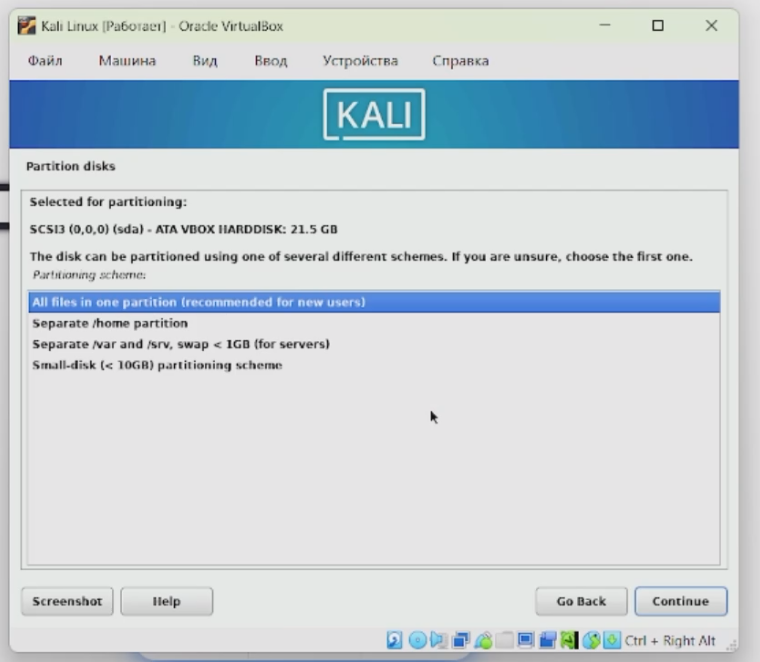 Kali Linux [Работает] - Oracle VirtualBox
Файл Машина Вид Ввод Устройства Справка
KALI
Partition disks
Selected for partitioning:
SCSI3 (0,0,0) (sda) - ATA VBOX HARDDISK: 21.5 GB
The disk can be partitioned using one of several different schemes. If you are unsure, choose the first one.
Partitioning scheme:
All files in one partition (recommended for new users)
Separate /home partition
Separate /var and /srv, swap < 1GB (for servers)
Small-disk (< 10GB) partitioning scheme
Screenshot Help Go Back Continue
Ctrl + Right Alt